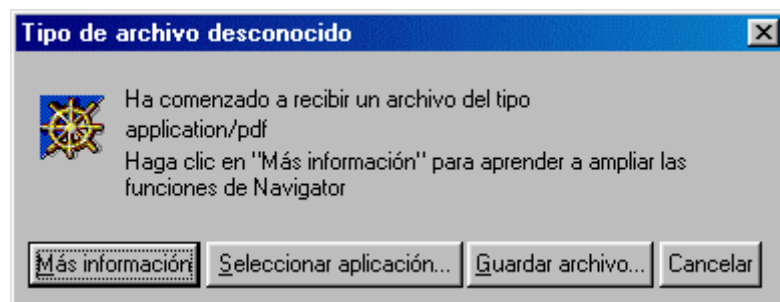 Tipo de archivo desconocido
Ha comenzado a recibir un archivo del tipo
application/pdf
Haga clic en "Más información" para aprender a ampliar las
funciones de Navigator
Más información Seleccionar aplicación... Guardar archivo... Cancelar